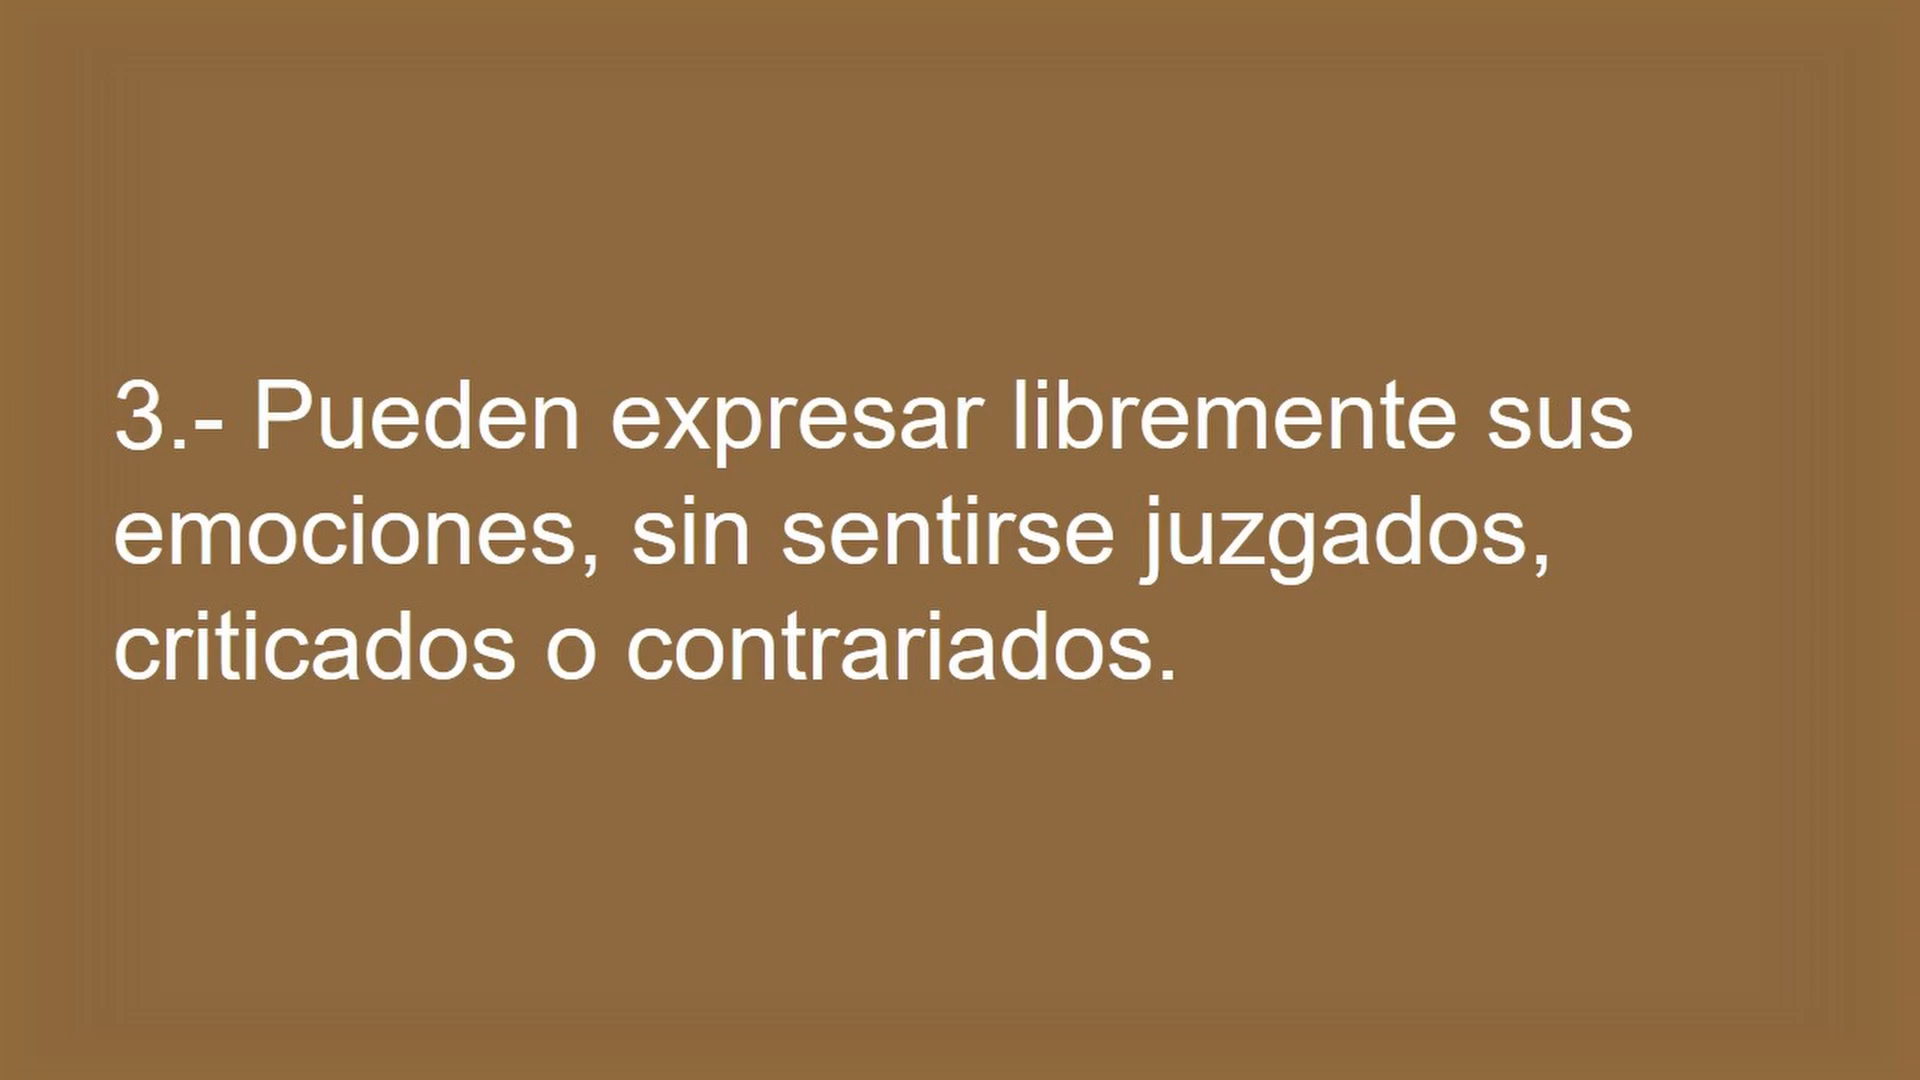 3.- Pueden expresar libremente sus
emociones, sin sentirse juzgados,
criticados o contrariados.